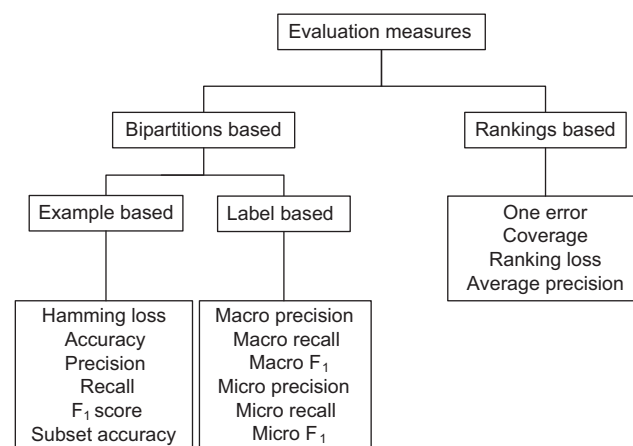 Evaluation measures
Bipartitions based
Rankings based
Example based
Label based
One error
Coverage
Ranking loss
Average precision
Hamming loss
Accuracy
Precision
Recall
F₁ score
Subset accuracy
Macro precision
Macro recall
Macro F₁
Micro precision
Micro recall
Micro F₁